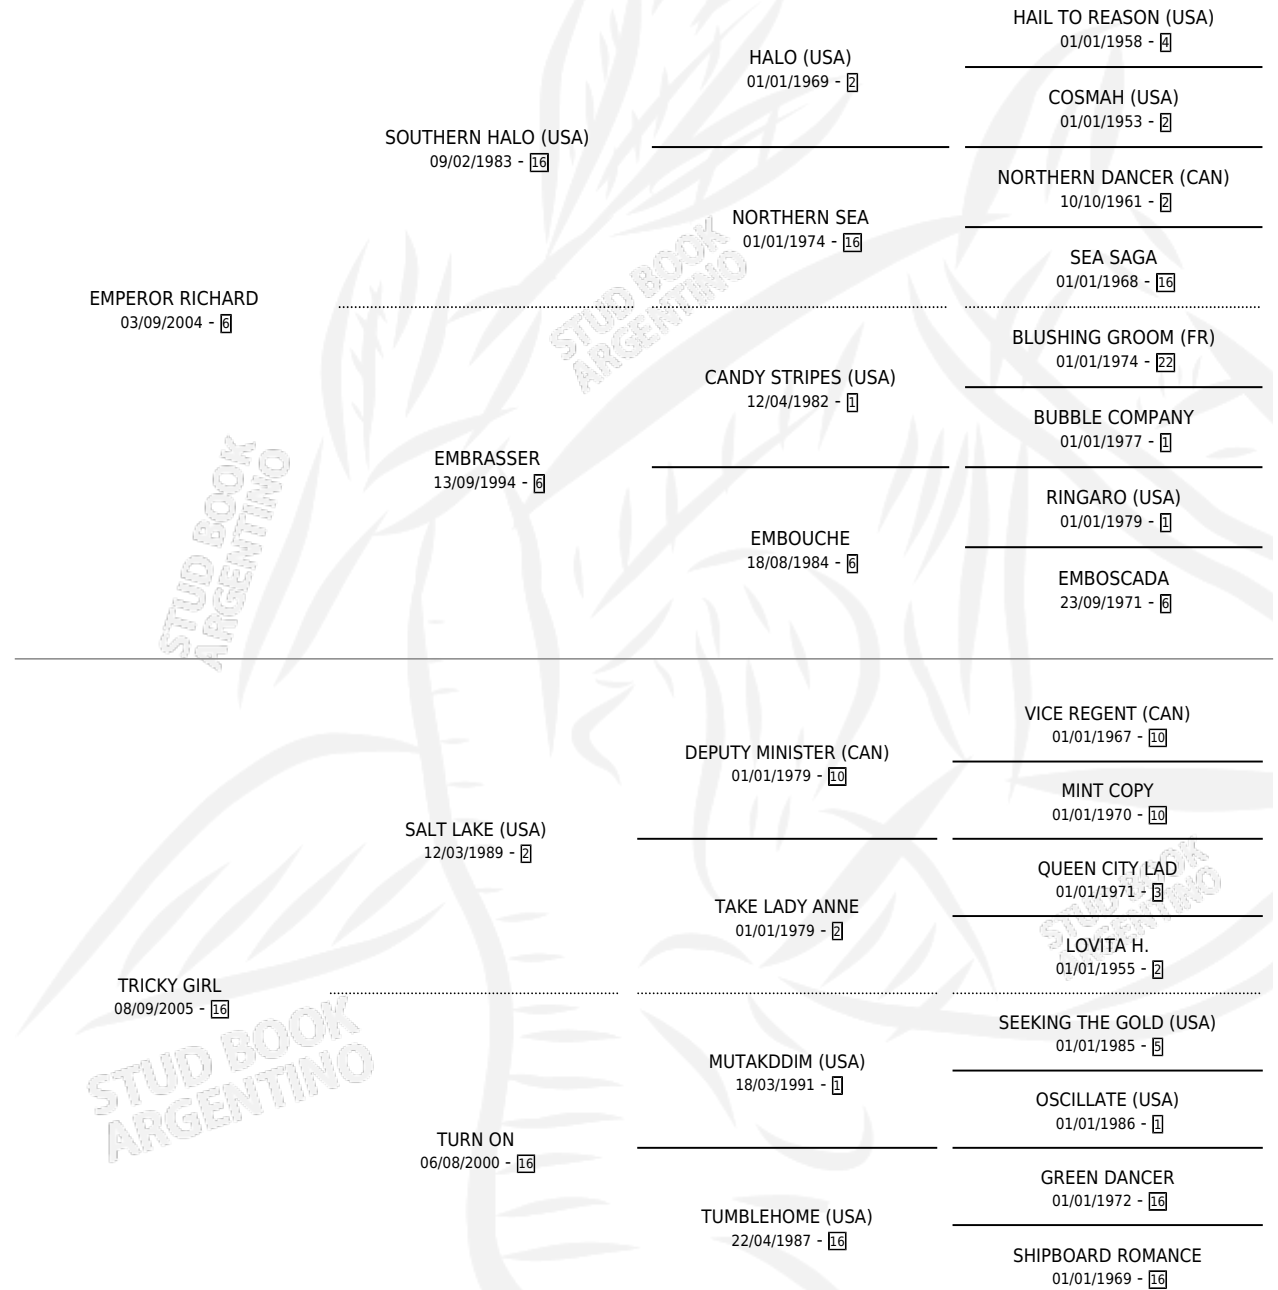 HAIL TO REASON (USA)
01/01/1958 - 4
HALO (USA)
01/01/1969 - 2
COSMAH (USA)
01/01/1953 - 2
SOUTHERN HALO (USA)
09/02/1983 - 16
NORTHERN DANCER (CAN)
10/10/1961 - 2
NORTHERN SEA
01/01/1974 - 16
SEA SAGA
01/01/1968 - 16
EMPEROR RICHARD
03/09/2004 - 6
BLUSHING GROOM (FR)
01/01/1974 - 22
CANDY STRIPES (USA)
12/04/1982 - 1
BUBBLE COMPANY
01/01/1977 - 1
EMBRASSER
13/09/1994 - 6
RINGARO (USA)
01/01/1979 - 1
EMBOUCHE
18/08/1984 - 6
EMBOSCADA
23/09/1971 - 6
VICE REGENT (CAN)
01/01/1967 - 10
DEPUTY MINISTER (CAN)
01/01/1979 - 10
MINT COPY
01/01/1970 - 10
SALT LAKE (USA)
12/03/1989 - 2
QUEEN CITY LAD
01/01/1971 - 3
TAKE LADY ANNE
01/01/1979 - 2
LOVITA H.
01/01/1955 - 2
TRICKY GIRL
08/09/2005 - 16
SEEKING THE GOLD (USA)
01/01/1985 - 5
MUTAKDDIM (USA)
18/03/1991 - 1
OSCILLATE (USA)
01/01/1986 - 1
TURN ON
06/08/2000 - 16
GREEN DANCER
01/01/1972 - 16
TUMBLEHOME (USA)
22/04/1987 - 16
SHIPBOARD ROMANCE
01/01/1969 - 16
STUD BOOK
ARGENTINO
STUD BOOK
ARGENTINO
STUD BOOK
ARGENTINO
STUD BOOK
ARGENTINO